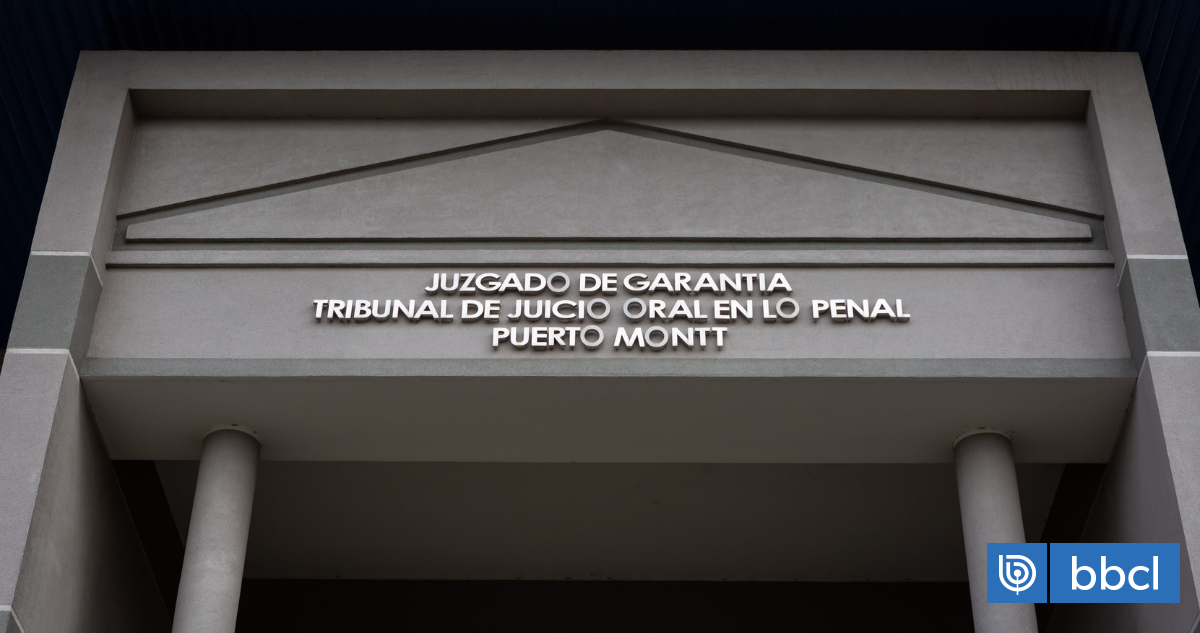 JUZGADO DE GARANTIA
TRIBUNAL DE JUICIO ORAL EN LO PENAL
PUERTO MONTT
bbcl